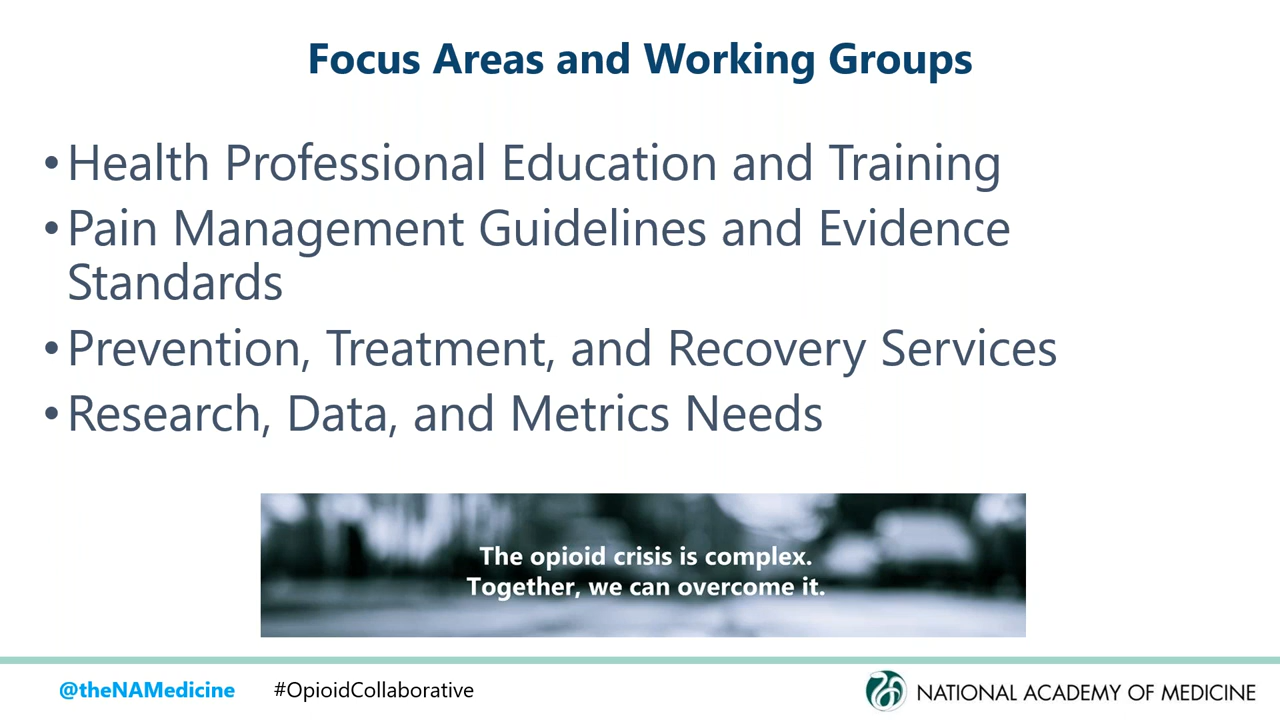 Focus Areas and Working Groups
•Health Professional Education and Training
•Pain Management Guidelines and Evidence
Standards
•Prevention, Treatment, and Recovery Services
•Research, Data, and Metrics Needs
The opioid crisis is complex.
Together, we can overcome it.
@theNAMedicine #OpioidCollaborative
NATIONAL ACADEMY OF MEDICINE